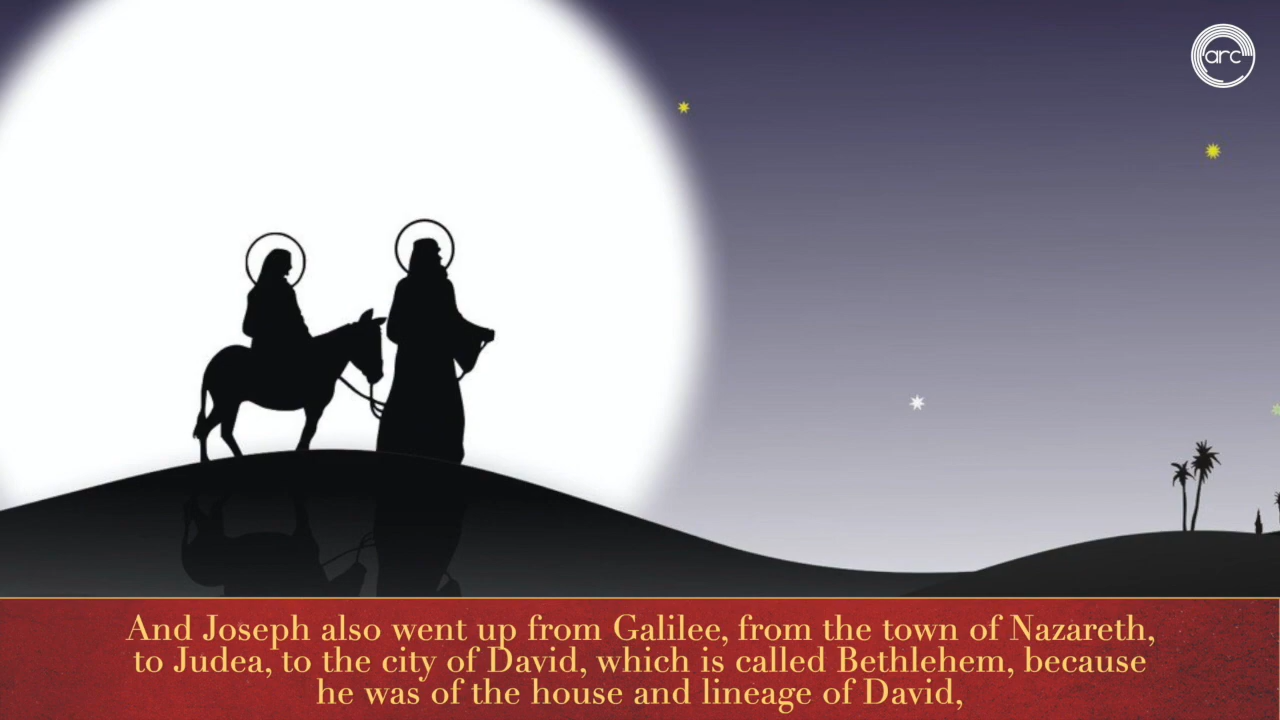 arc
And Joseph also went up from Galilee, from the town of Nazareth,
to Judea, to the city of David, which is called Bethlehem, because
he was of the house and lineage of David,